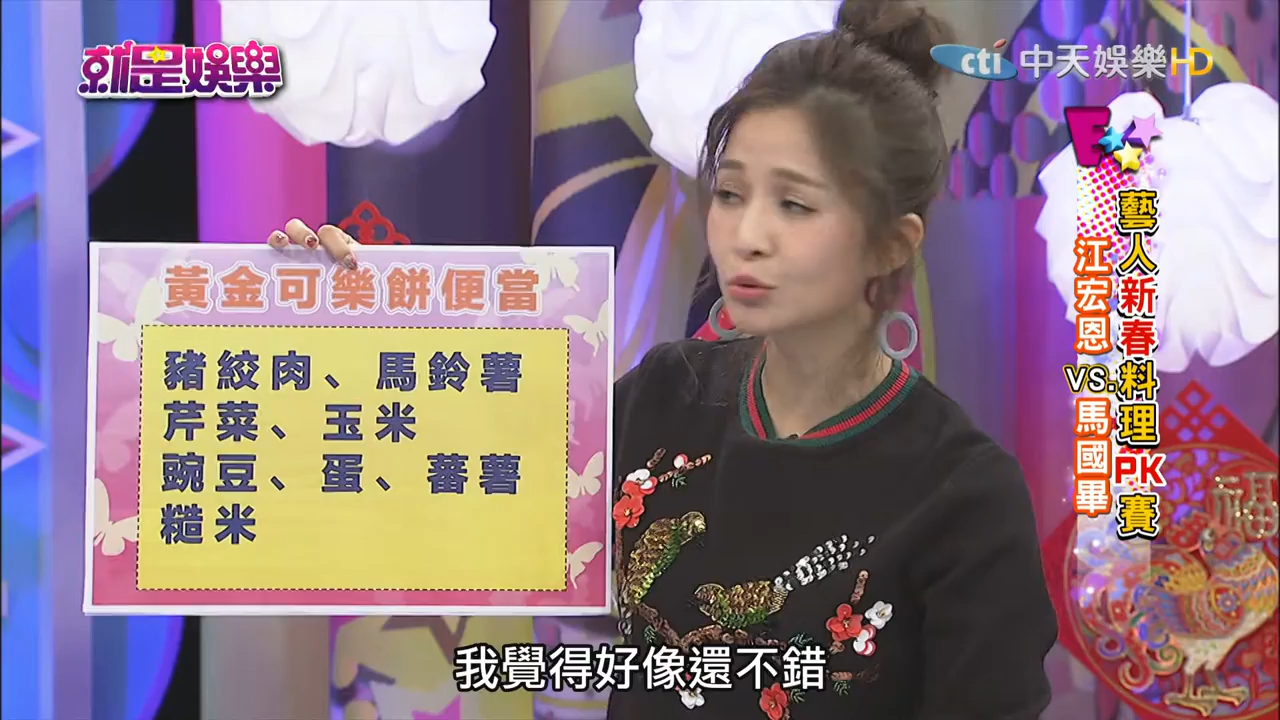 就是娛樂
cti 中天娛樂HD
藝人新春料理PK賽
江宏恩 vs.馬國畢
黃金可樂餅便當
豬絞肉、馬鈴薯
芹菜、玉米
豌豆、蛋、蕃薯
糙米
福
我覺得好像還不錯